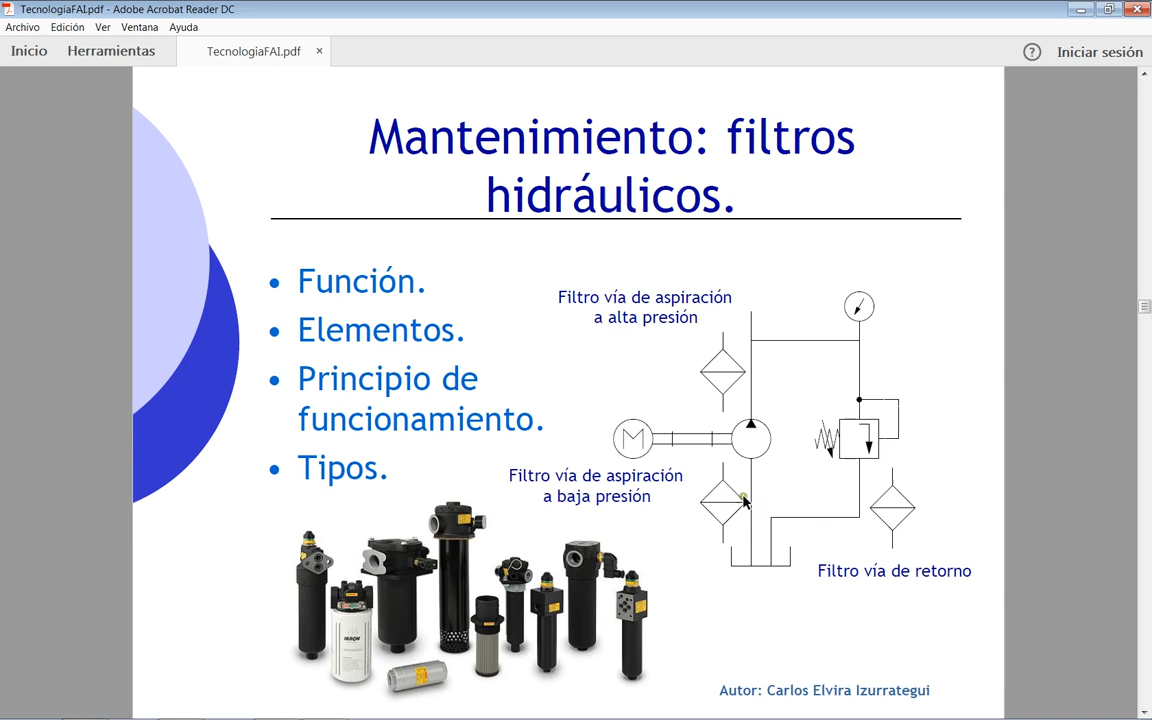 TecnologiaFAI.pdf - Adobe Acrobat Reader DC
Archivo Edición Ver Ventana Ayuda
Inicio Herramientas TecnologiaFAI.pdf × ? Iniciar sesión
Mantenimiento: filtros
hidráulicos.
• Función.
• Elementos.
• Principio de
funcionamiento.
• Tipos.
Filtro vía de aspiración
a alta presión
M
Filtro vía de aspiración
a baja presión
Filtro vía de retorno
IKRON
Autor: Carlos Elvira Izurrategui